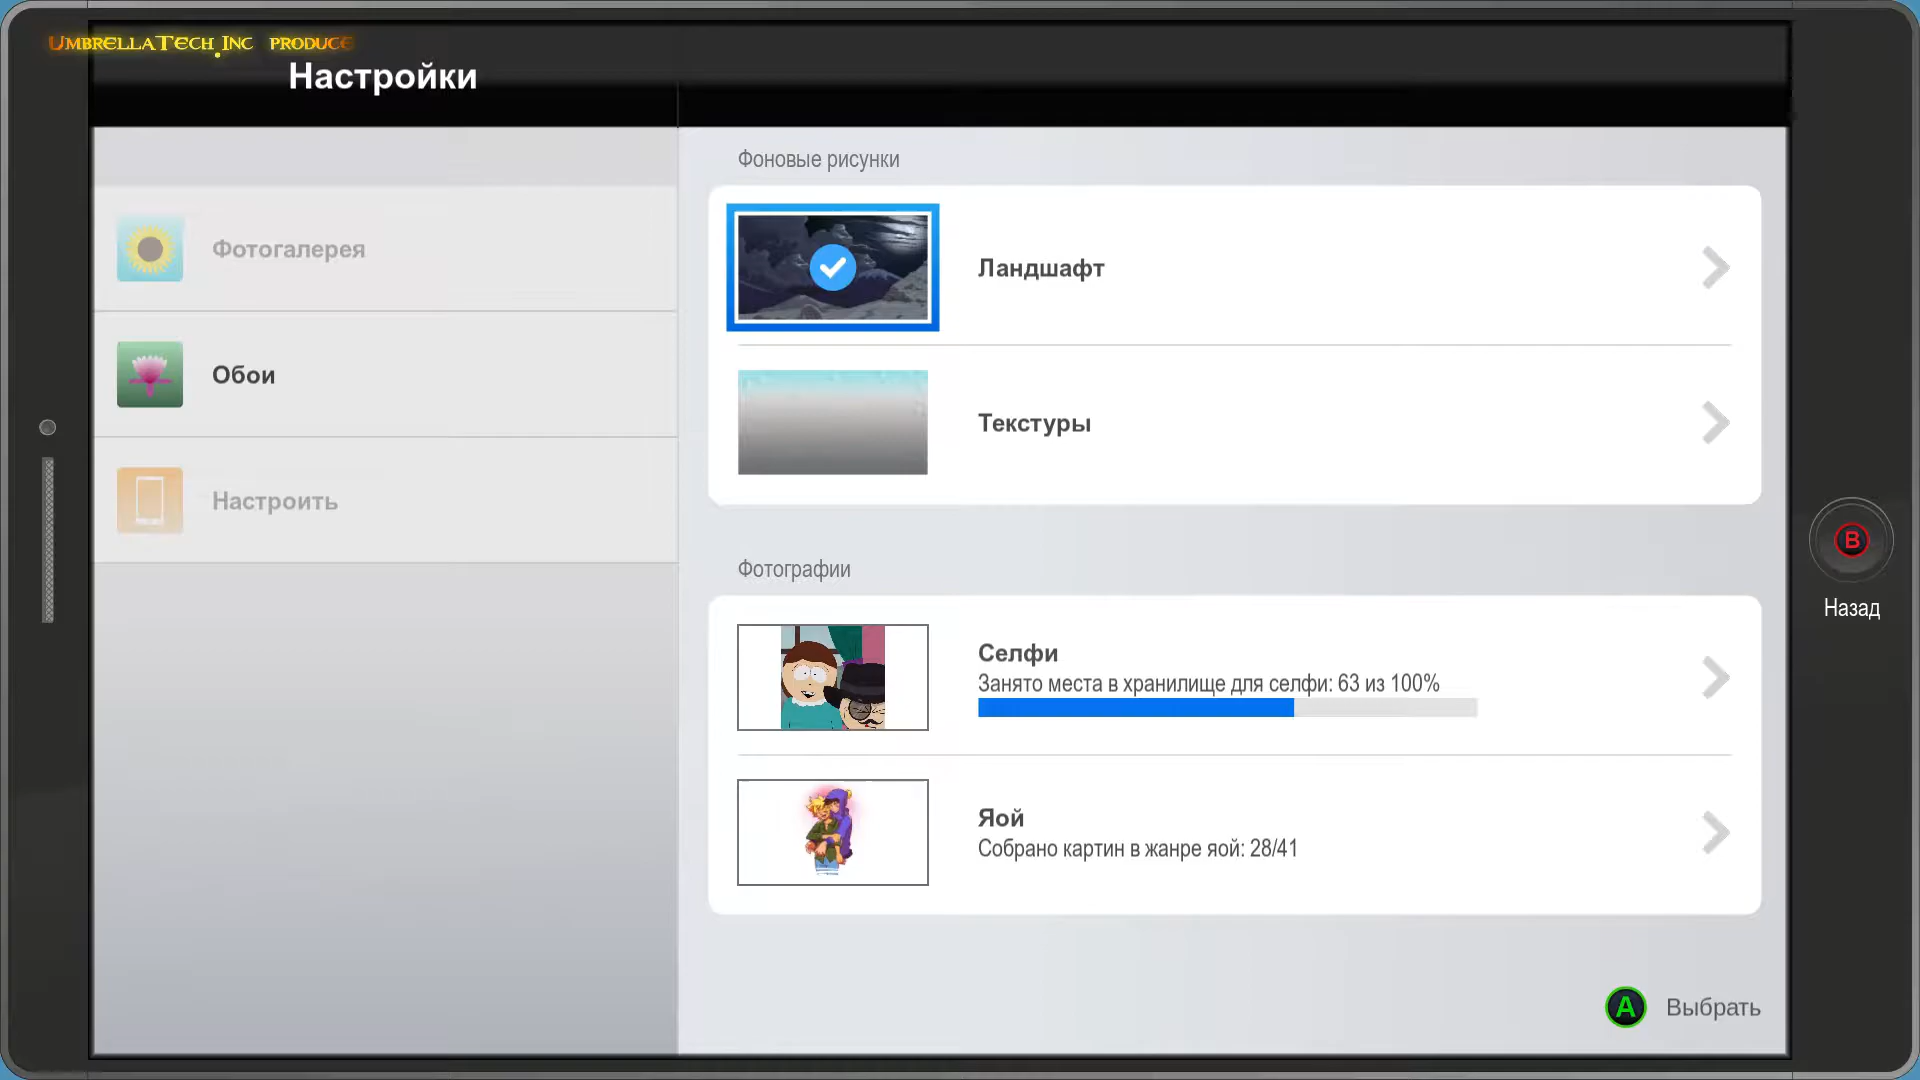 UmbrellaTech.Inc produce
Настройки
Фотогалерея
Обои
Настроить
Фоновые рисунки
Ландшафт
Текстуры
Фотографии
Селфи
Занято места в хранилище для селфи: 63 из 100%
Яой
Собрано картин в жанре яой: 28/41
B
Назад
A Выбрать